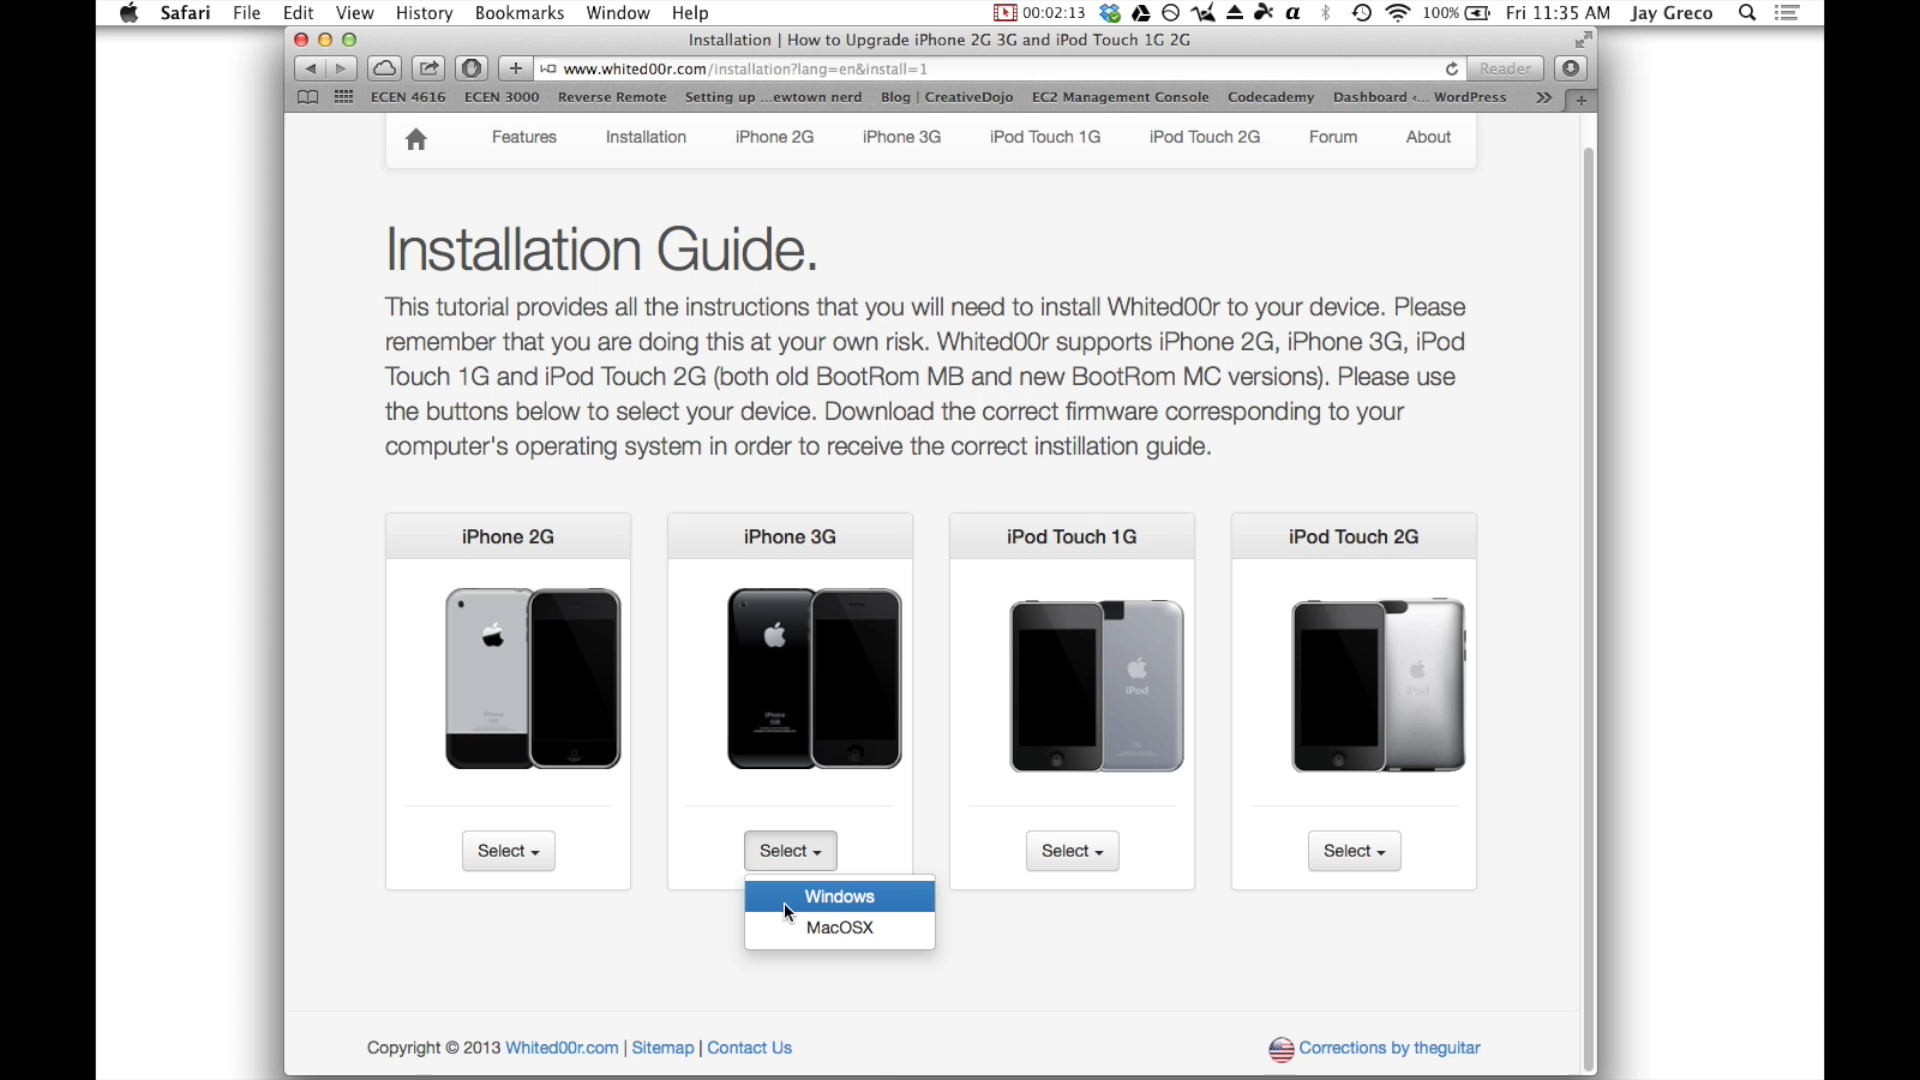 Safari File Edit View History Bookmarks Window Help 00:02:13 100% Fri 11:35 AM Jay Greco
Installation | How to Upgrade iPhone 2G 3G and iPod Touch 1G 2G
www.whited00r.com/installation?lang=en&install=1 Reader
ECEN 4616 ECEN 3000 Reverse Remote Setting up ...ewtown nerd Blog | CreativeDojo EC2 Management Console Codecademy Dashboard ‹... WordPress
Features Installation iPhone 2G iPhone 3G iPod Touch 1G iPod Touch 2G Forum About
Installation Guide.
This tutorial provides all the instructions that you will need to install Whited00r to your device. Please
remember that you are doing this at your own risk. Whited00r supports iPhone 2G, iPhone 3G, iPod
Touch 1G and iPod Touch 2G (both old BootRom MB and new BootRom MC versions). Please use
the buttons below to select your device. Download the correct firmware corresponding to your
computer's operating system in order to receive the correct instillation guide.
iPhone 2G iPhone 3G iPod Touch 1G iPod Touch 2G
iPod iPod
Select Select Select Select
Windows
MacOSX
Copyright © 2013 Whited00r.com | Sitemap | Contact Us Corrections by theguitar